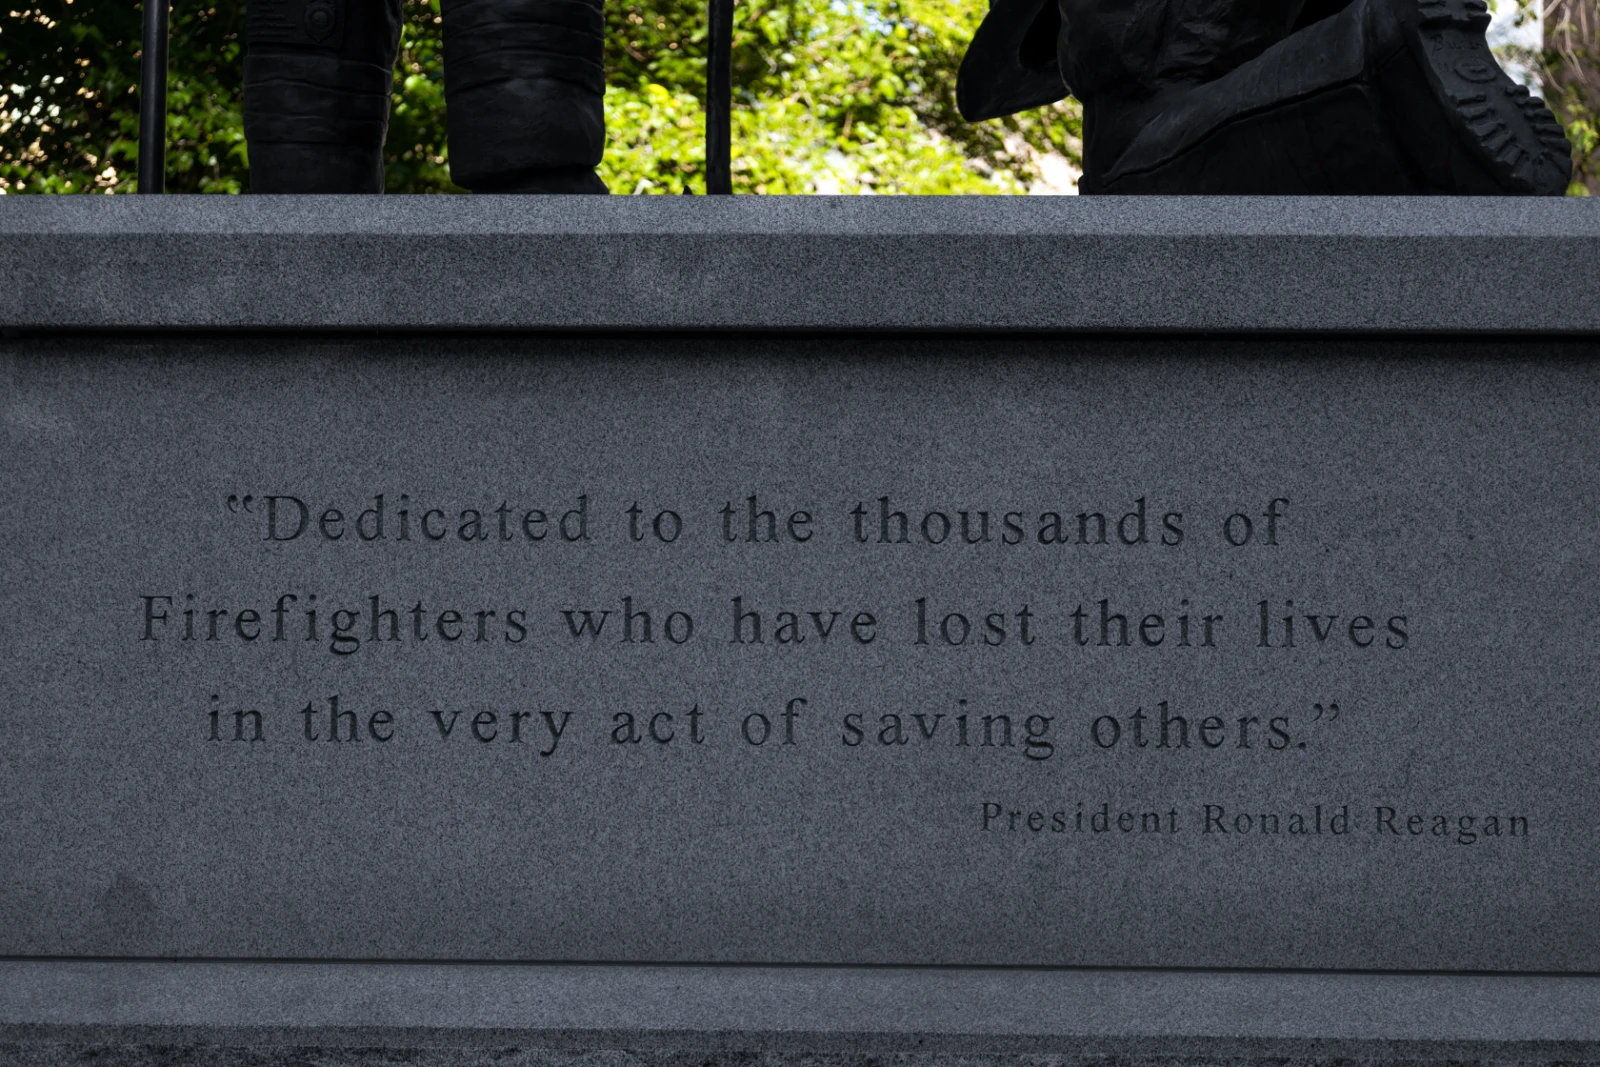 “Dedicated to the thousands of
Firefighters who have lost their lives
in the very act of saving others.”
President Ronald Reagan